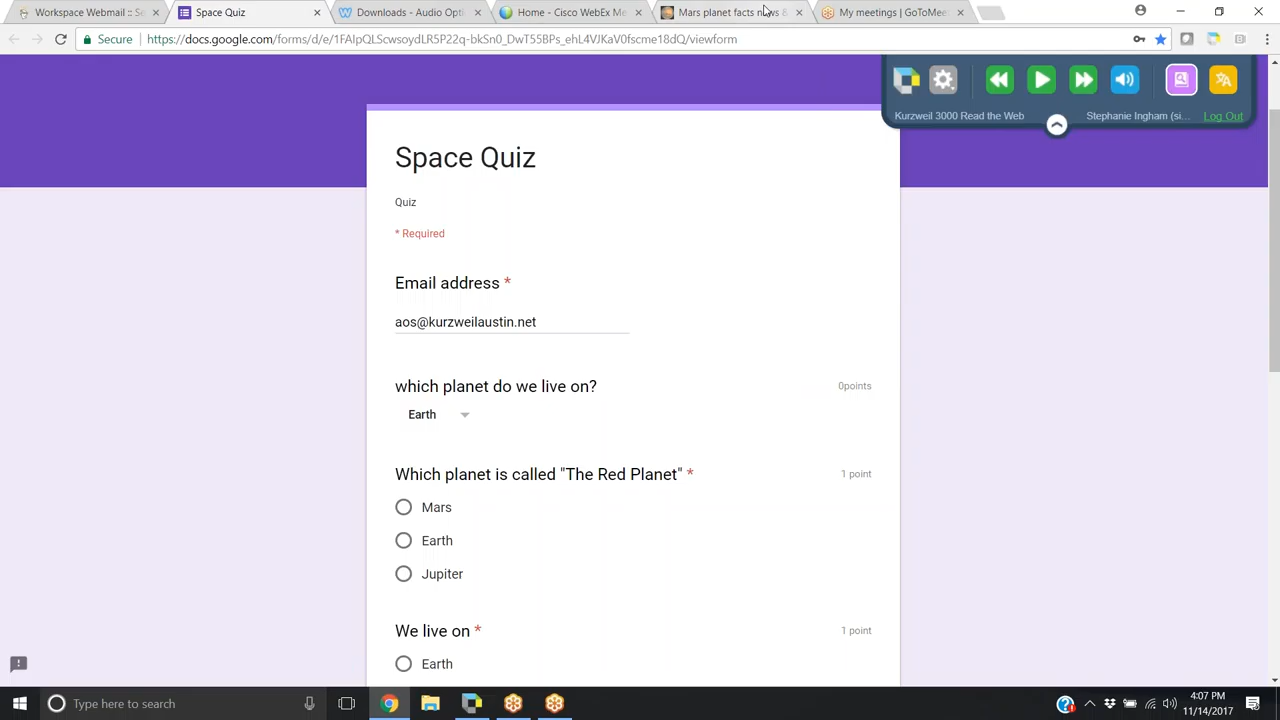 Workspace Webmail :: Se
Space Quiz
Downloads - Audio Opti
Home - Cisco WebEx Me
Mars planet facts news &
My meetings | GoToMee
Secure
https://docs.google.com/forms/d/e/1FAIpQLScwsoydLR5P22q-bkSn0_DwT55BPs_ehL4VJKaV0fscme18dQ/viewform
Kurzweil 3000 Read the Web
Stephanie Ingham (si...
Log Out
Space Quiz
Quiz
* Required
Email address *
aos@kurzweilaustin.net
which planet do we live on?
0points
Earth
Which planet is called "The Red Planet" *
1 point
Mars
Earth
Jupiter
We live on *
1 point
Earth
Type here to search
4:07 PM
11/14/2017